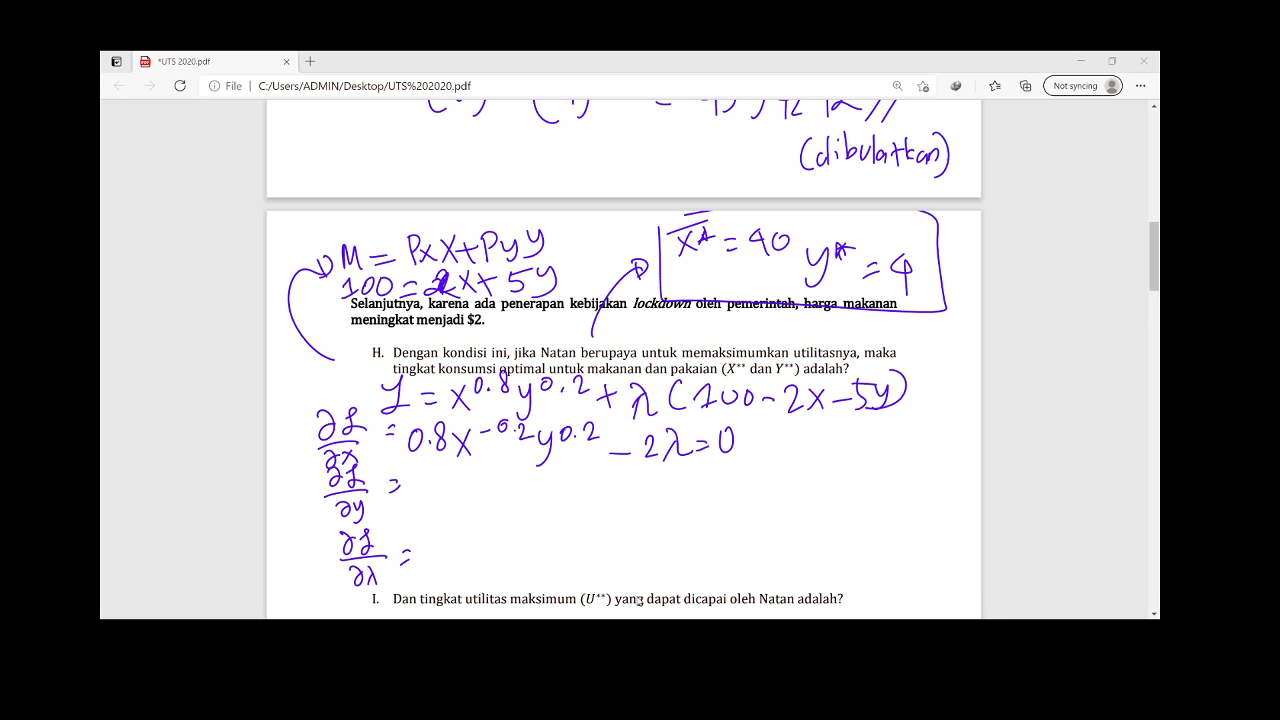 *UTS 2020.pdf
File | C:/Users/ADMIN/Desktop/UTS%202020.pdf
Not syncing
(dibulatkan)
M = PxX + Pyy
100 = 2X + 5y
X* = 40 y* = 4
Selanjutnya, karena ada penerapan kebijakan lockdown oleh pemerintah, harga makanan
meningkat menjadi $2.
H. Dengan kondisi ini, jika Natan berupaya untuk memaksimumkan utilitasnya, maka
tingkat konsumsi optimal untuk makanan dan pakaian (X** dan Y**) adalah?
ℒ = X^0.8 y^0.2 + λ (100 - 2X - 5y)
∂ℒ/∂x = 0.8X^-0.2 y^0.2 - 2λ = 0
∂ℒ/∂y =
∂ℒ/∂λ =
I. Dan tingkat utilitas maksimum (U**) yang dapat dicapai oleh Natan adalah?